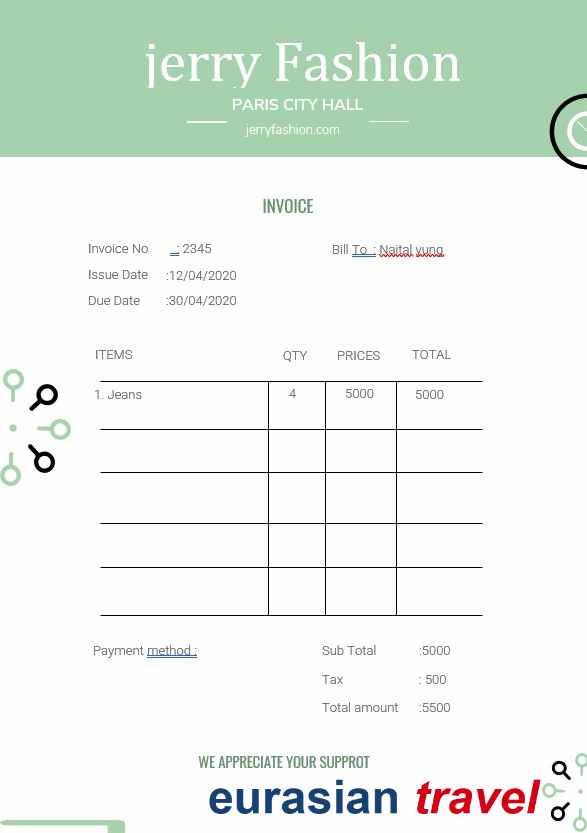 jerry Fashion
PARIS CITY HALL
jerryfashion.com
INVOICE
Invoice No : 2345
Bill To : Naital yung
Issue Date :12/04/2020
Due Date :30/04/2020
ITEMS QTY PRICES TOTAL
1. Jeans 4 5000 5000
Payment method :
Sub Total :5000
Tax : 500
Total amount :5500
WE APPRECIATE YOUR SUPPROT
eurasian travel